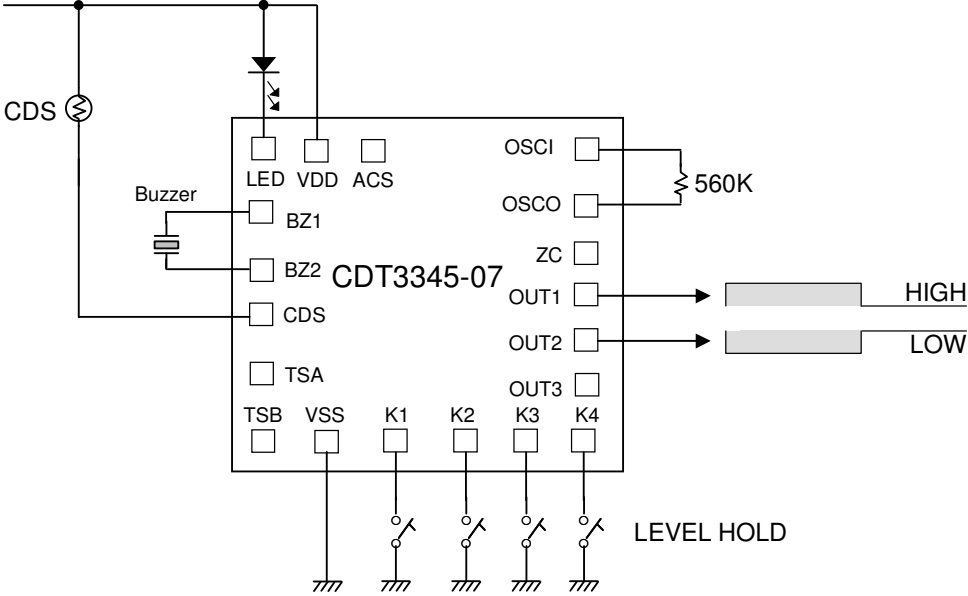 CDS
LED
VDD
ACS
OSCI
560K
Buzzer
BZ1
OSCO
BZ2
CDT3345-07
ZC
OUT1
HIGH
CDS
OUT2
LOW
TSA
OUT3
TSB
VSS
K1
K2
K3
K4
LEVEL HOLD